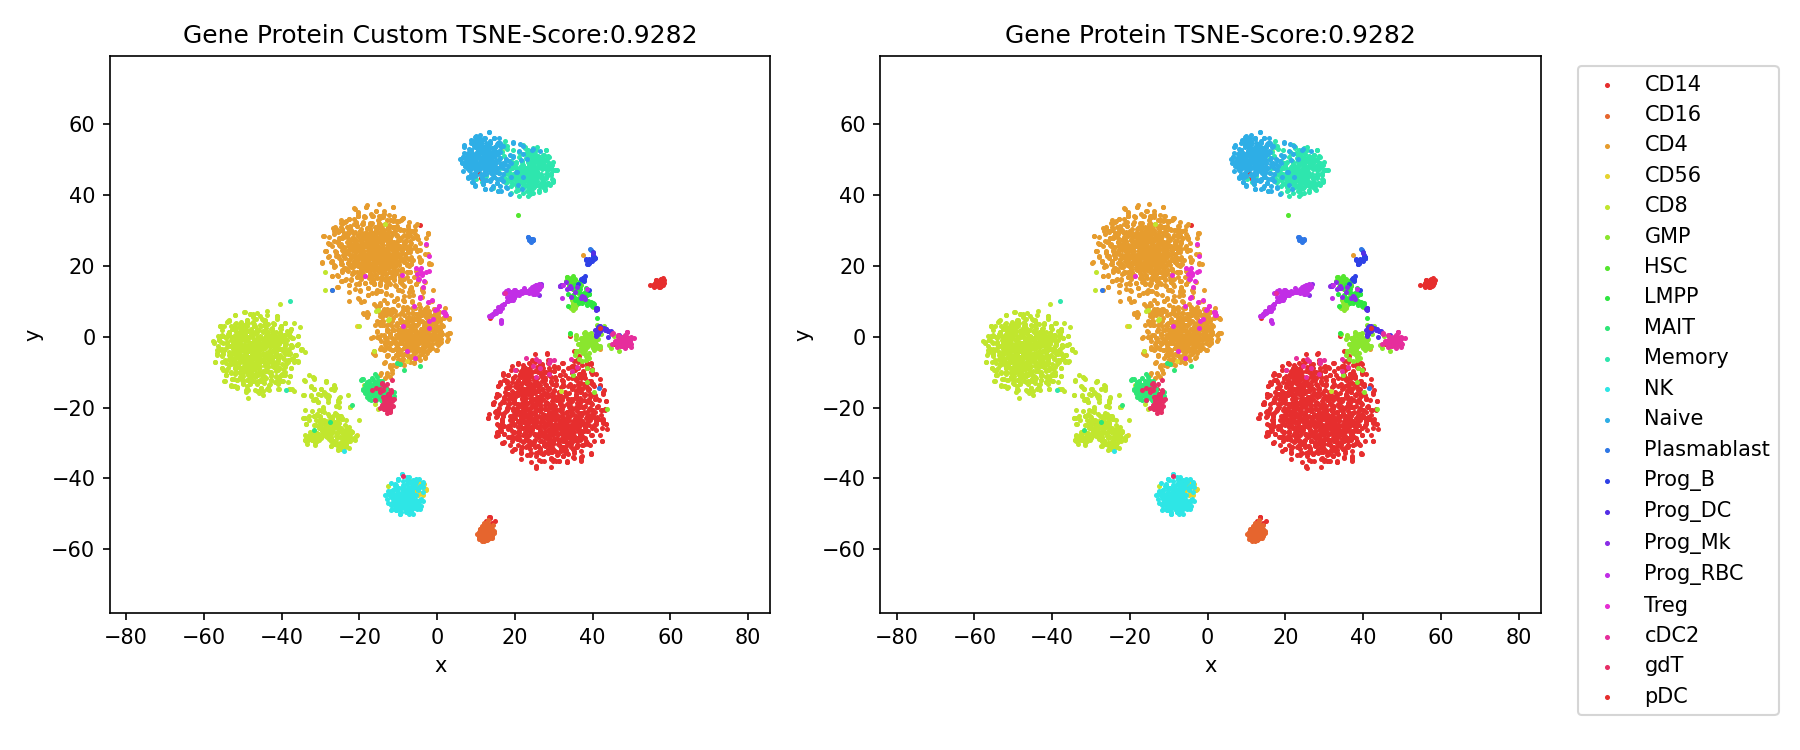 Gene Protein Custom TSNE-Score:0.9282
60
40
20
0
−20
−40
−60
y
−80 −60 −40 −20 0 20 40 60 80
x
Gene Protein TSNE-Score:0.9282
60
40
20
0
−20
−40
−60
y
−80 −60 −40 −20 0 20 40 60 80
x
CD14
CD16
CD4
CD56
CD8
GMP
HSC
LMPP
MAIT
Memory
NK
Naive
Plasmablast
Prog_B
Prog_DC
Prog_Mk
Prog_RBC
Treg
cDC2
gdT
pDC